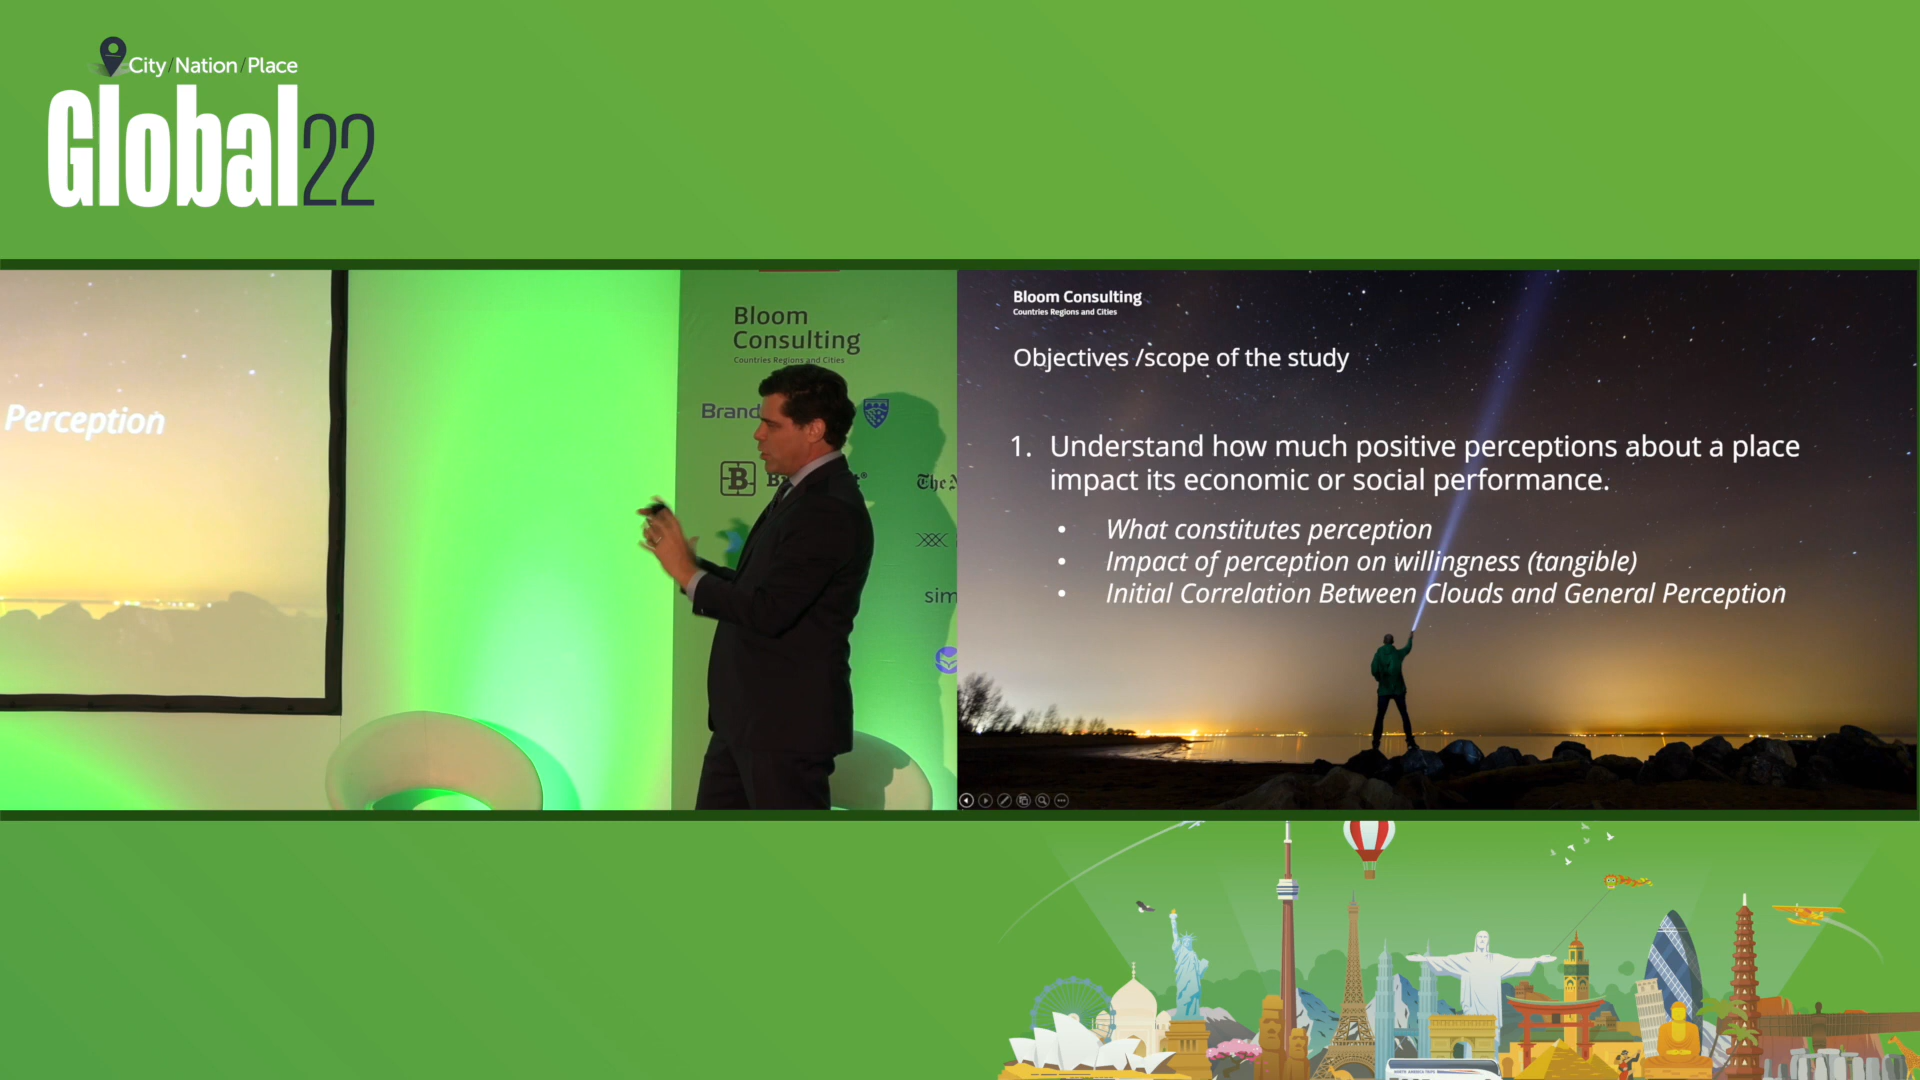 City/Nation/Place
Global22
Perception
Bloom
Consulting
Countries Regions and Cities
Brand
B
The
sim
Bloom Consulting
Countries Regions and Cities
Objectives /scope of the study
1. Understand how much positive perceptions about a place
impact its economic or social performance.
• What constitutes perception
• Impact of perception on willingness (tangible)
• Initial Correlation Between Clouds and General Perception